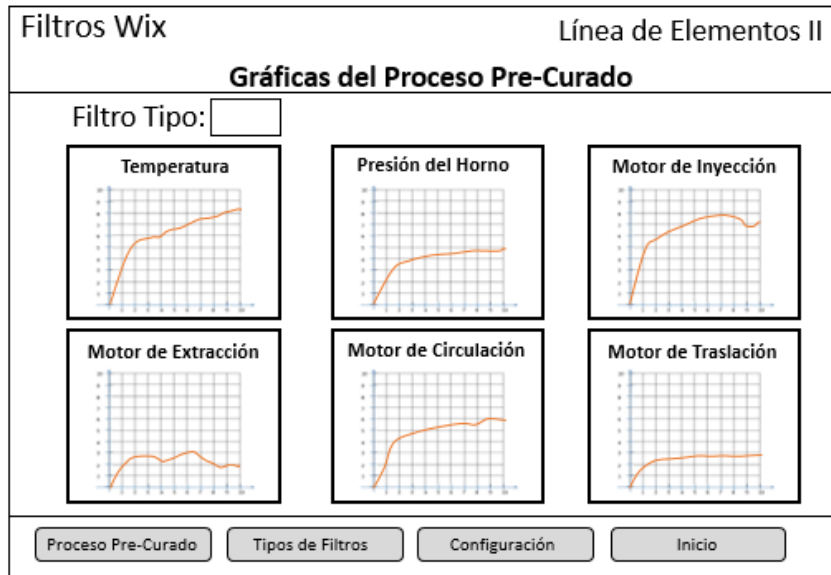 Filtros Wix
Línea de Elementos II
Gráficas del Proceso Pre-Curado
Filtro Tipo:
Temperatura
Presión del Horno
Motor de Inyección
Motor de Extracción
Motor de Circulación
Motor de Traslación
Proceso Pre-Curado
Tipos de Filtros
Configuración
Inicio